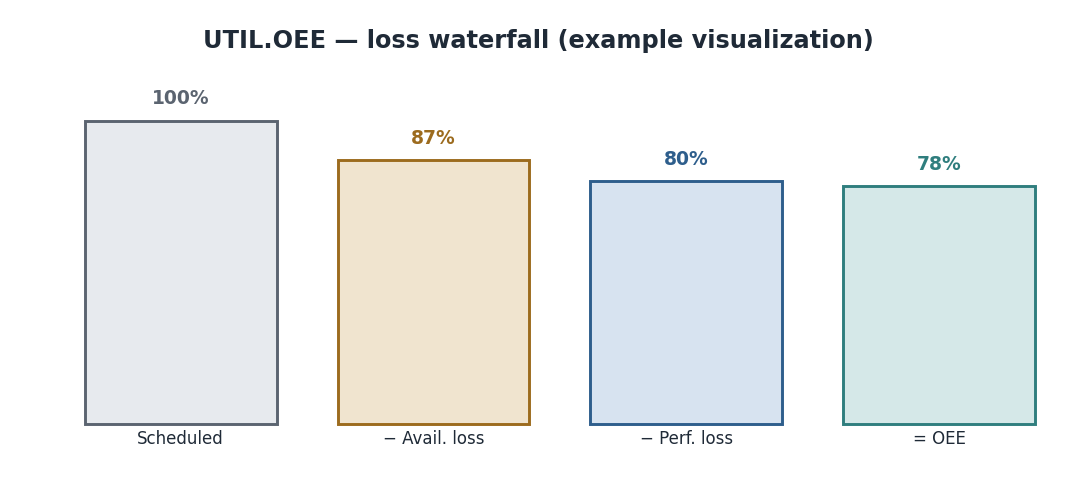 UTIL.OEE — loss waterfall (example visualization)
100%
87%
80%
78%
Scheduled
− Avail. loss
− Perf. loss
= OEE